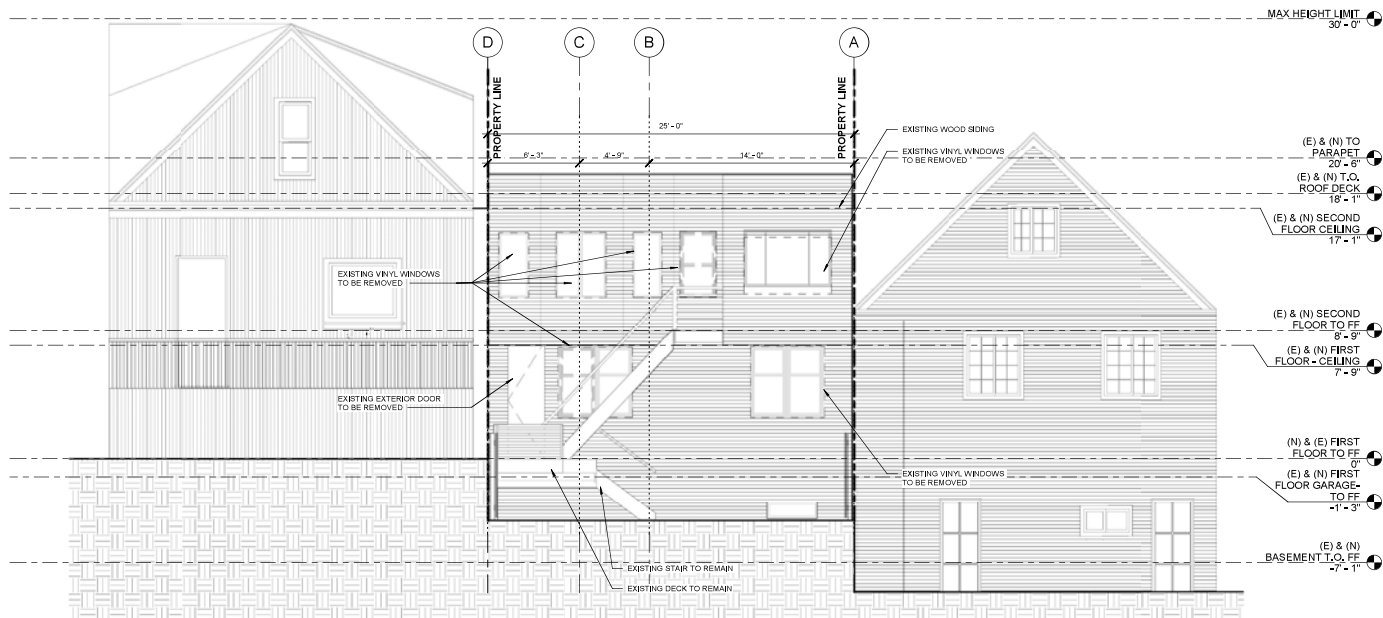 MAX HEIGHT LIMIT
30' - 0"
D
C
B
A
PROPERTY LINE
PROPERTY LINE
25' - 0"
6' - 3"
4' - 9"
14' - 0"
EXISTING WOOD SIDING
EXISTING VINYL WINDOWS
TO BE REMOVED
(E) & (N) TO
PARAPET
20' - 6"
(E) & (N) T.O.
ROOF DECK
18' - 1"
(E) & (N) SECOND
FLOOR CEILING
17' - 1"
EXISTING VINYL WINDOWS
TO BE REMOVED
(E) & (N) SECOND
FLOOR TO FF
8' - 9"
(E) & (N) FIRST
FLOOR - CEILING
7' - 9"
EXISTING EXTERIOR DOOR
TO BE REMOVED
(N) & (E) FIRST
FLOOR TO FF
0"
EXISTING VINYL WINDOWS
TO BE REMOVED
(E) & (N) FIRST
FLOOR GARAGE-
TO FF
-1' - 3"
(E) & (N)
BASEMENT T.O. FF
-7' - 1"
EXISTING STAIR TO REMAIN
EXISTING DECK TO REMAIN